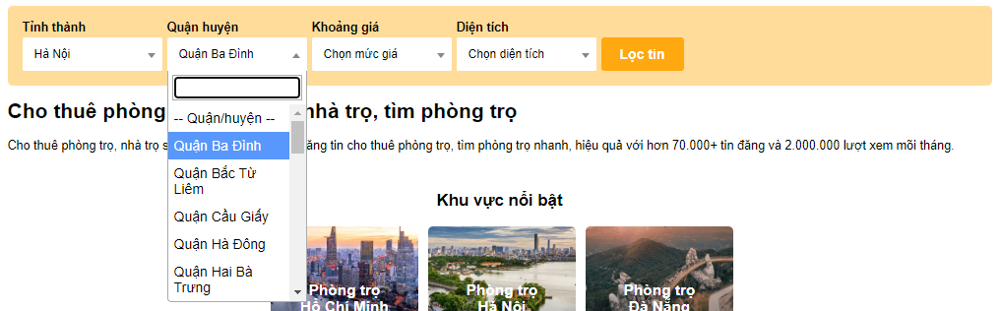 Tỉnh thành
Quận huyện
Khoảng giá
Diện tích
Hà Nội
Quận Ba Đình
Chọn mức giá
Chọn diện tích
Lọc tin
-- Quận/huyện --
Quận Ba Đình
Quận Bắc Từ
Liêm
Quận Cầu Giấy
Quận Hà Đông
Quận Hai Bà
Trưng
Cho thuê phòng nhà trọ, tìm phòng trọ
Cho thuê phòng trọ, nhà trọ tin cho thuê phòng trọ, tìm phòng trọ nhanh, hiệu quả với hơn 70.000+ tin đăng và 2.000.000 lượt xem mỗi tháng.
Khu vực nổi bật
Phòng trọ
Hồ Chí Minh
Phòng trọ
Hà Nội
Phòng trọ
Đà Nẵng